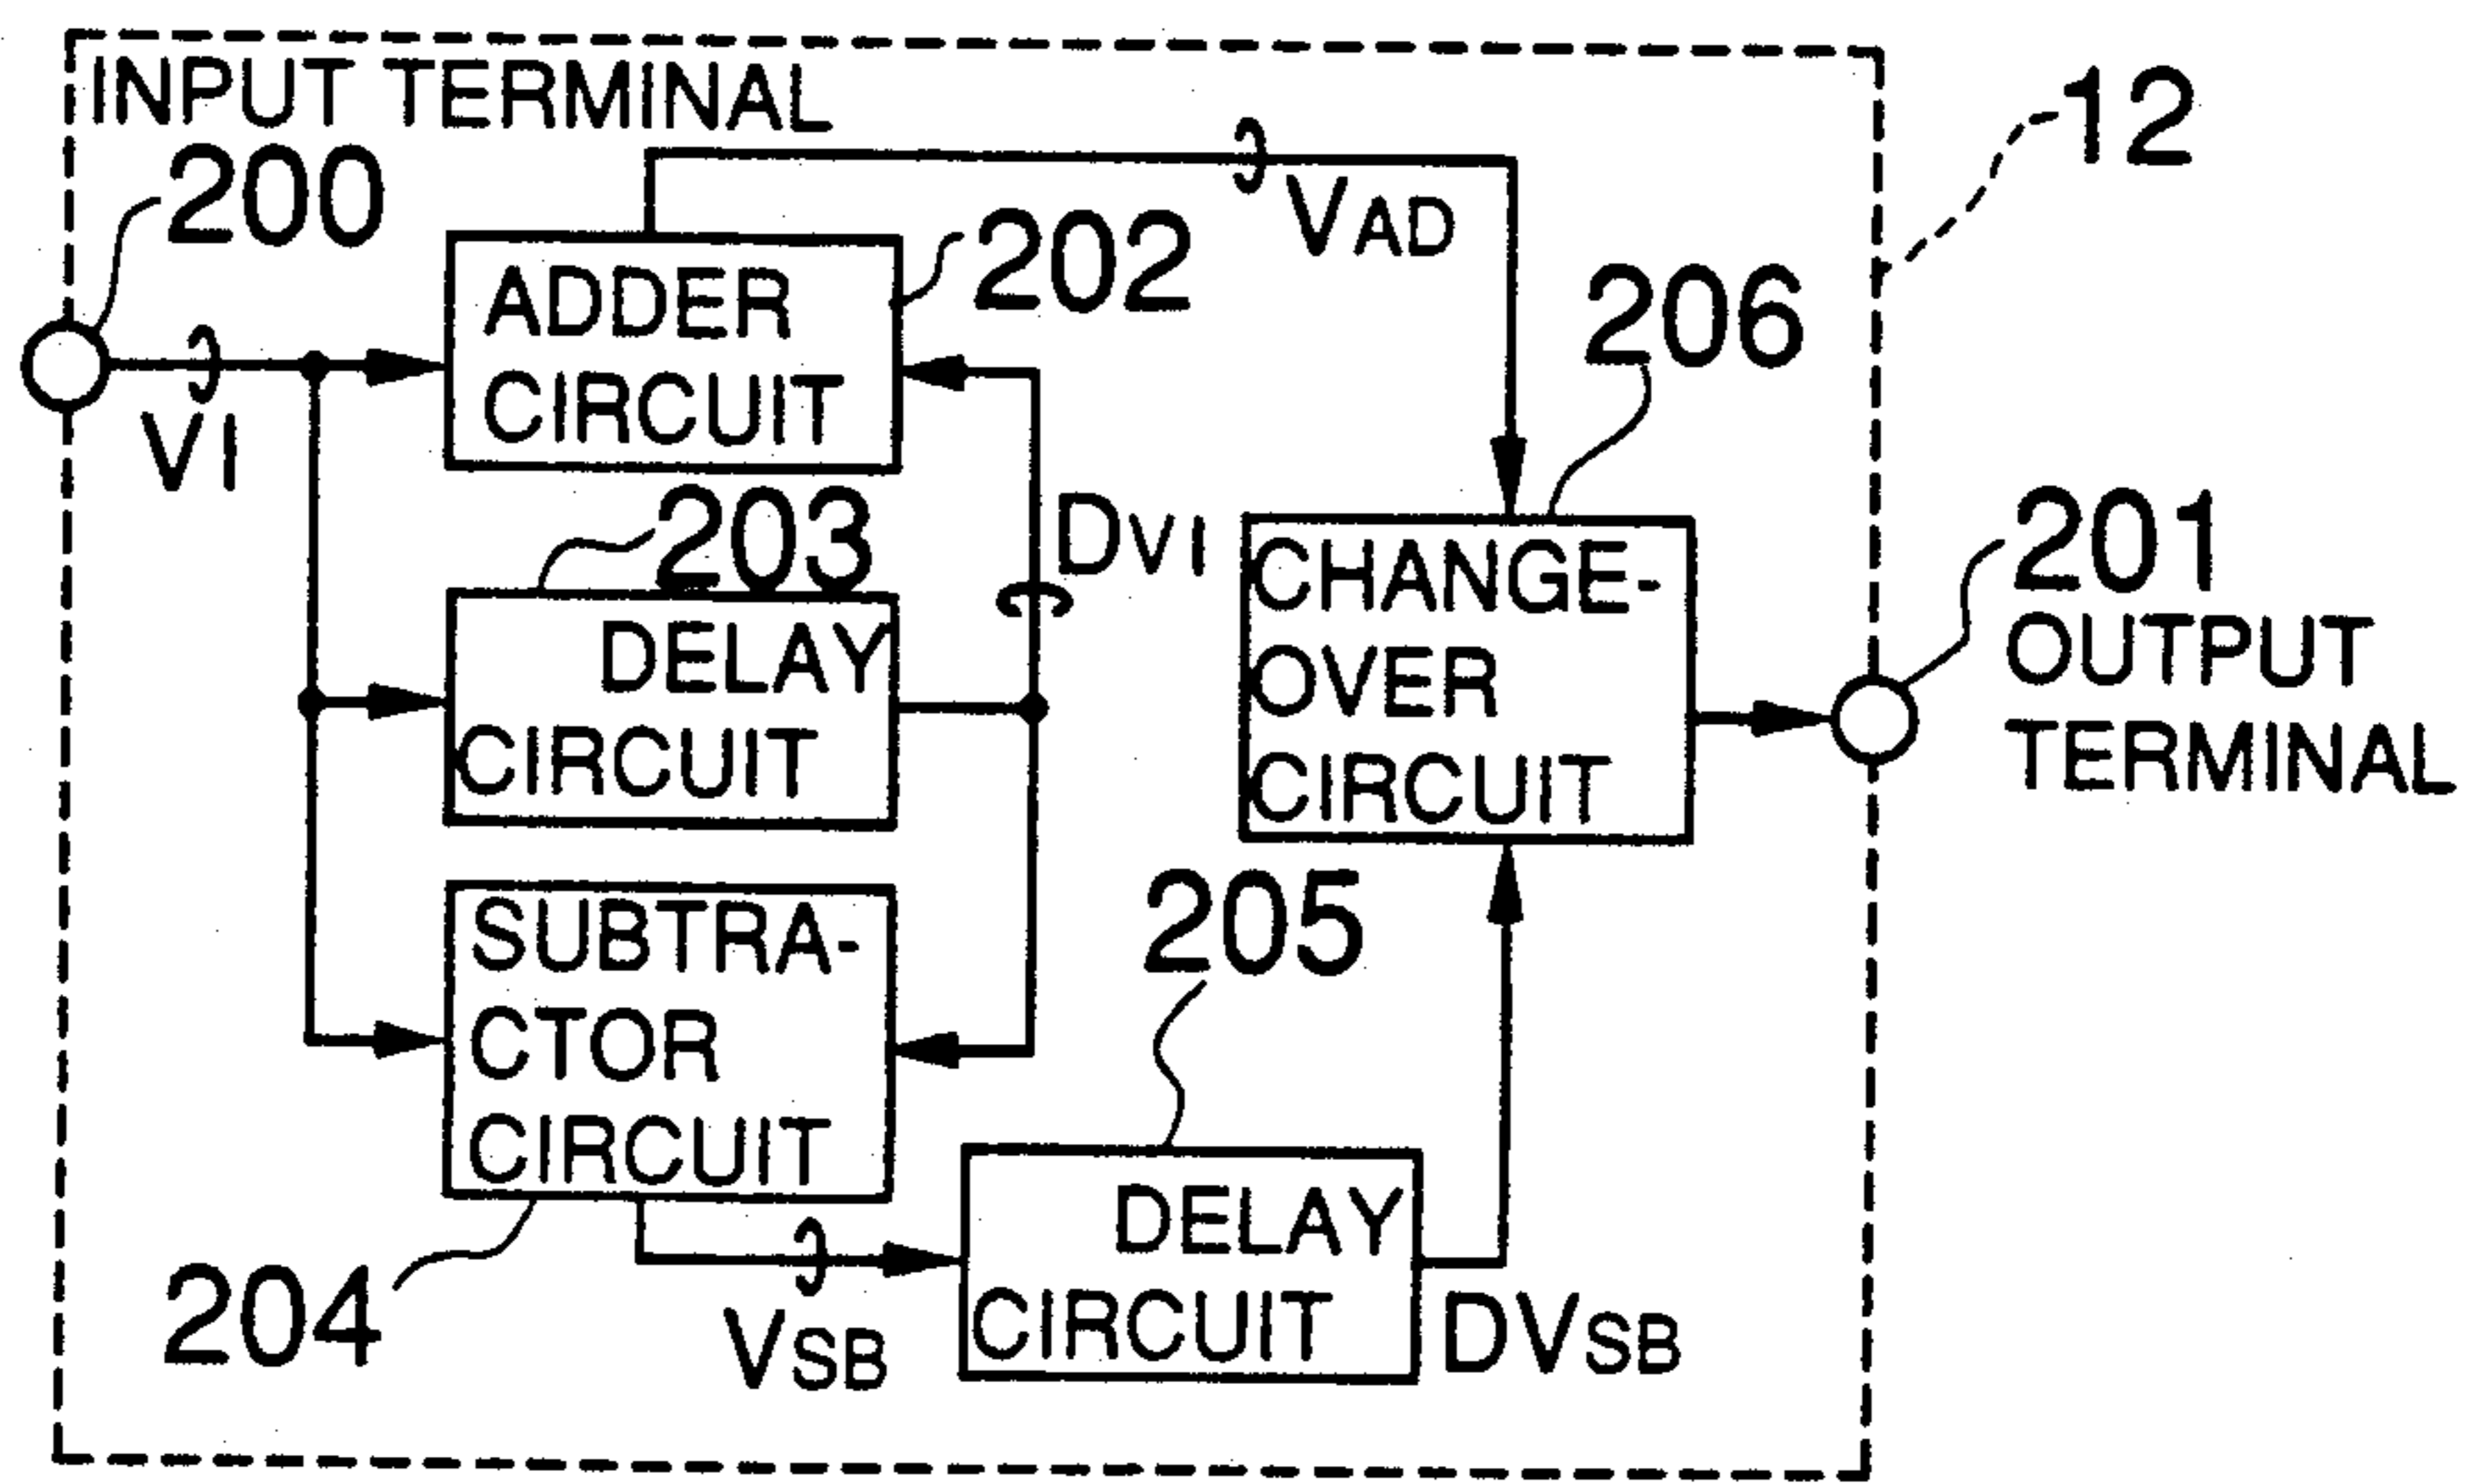 INPUT TERMINAL
12
200
VAD
202
ADDER
CIRCUIT
206
VI
203
DVI
201
OUTPUT
TERMINAL
CHANGE-
OVER
CIRCUIT
DELAY
CIRCUIT
SUBTRA-
CTOR
CIRCUIT
205
204
VSB
DELAY
CIRCUIT
DVSB